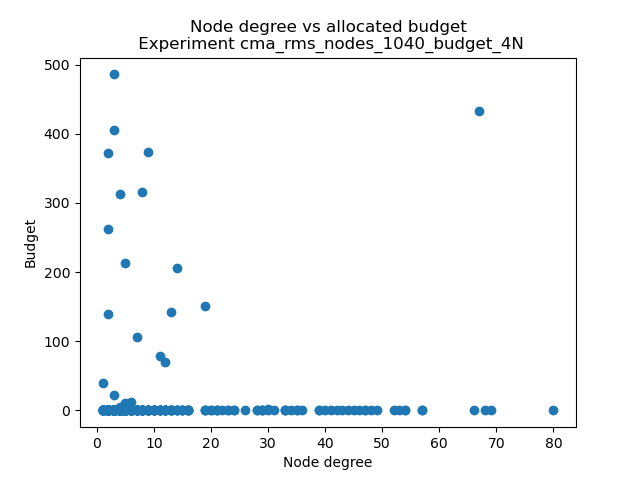 Node degree vs allocated budget
Experiment cma_rms_nodes_1040_budget_4N
500
400
300
200
100
0
Budget
0 10 20 30 40 50 60 70 80
Node degree